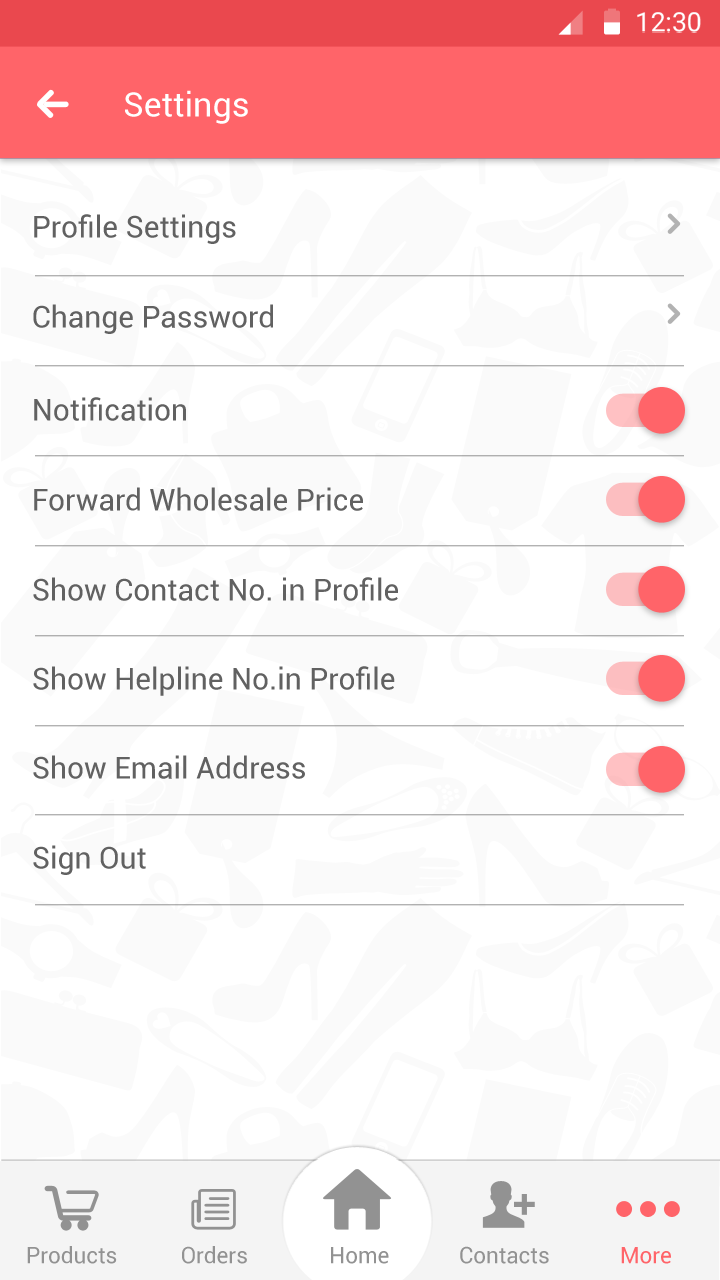 12:30
Settings
Profile Settings
Change Password
Notification
Forward Wholesale Price
Show Contact No. in Profile
Show Helpline No.in Profile
Show Email Address
Sign Out
Products Orders Home Contacts More